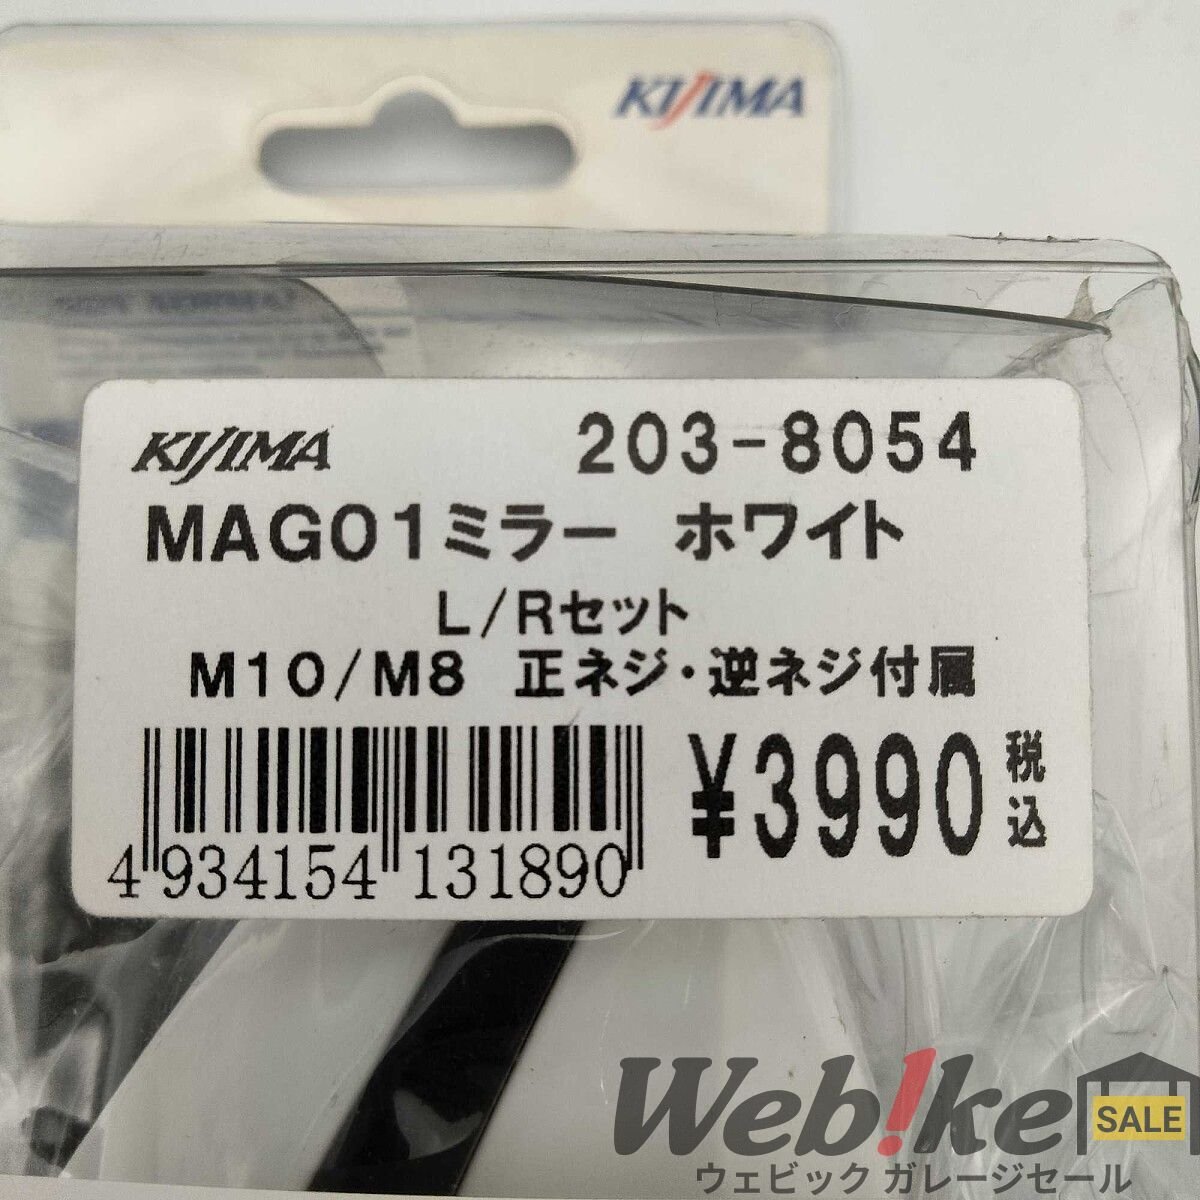 KIJIMA
KIJIMA 203-8054
MAG01ミラー ホワイト
L/Rセット
M10/M8 正ネジ・逆ネジ付属
¥3990 税込
4 934154 131890
Web!ke SALE
ウェビック ガレージセール